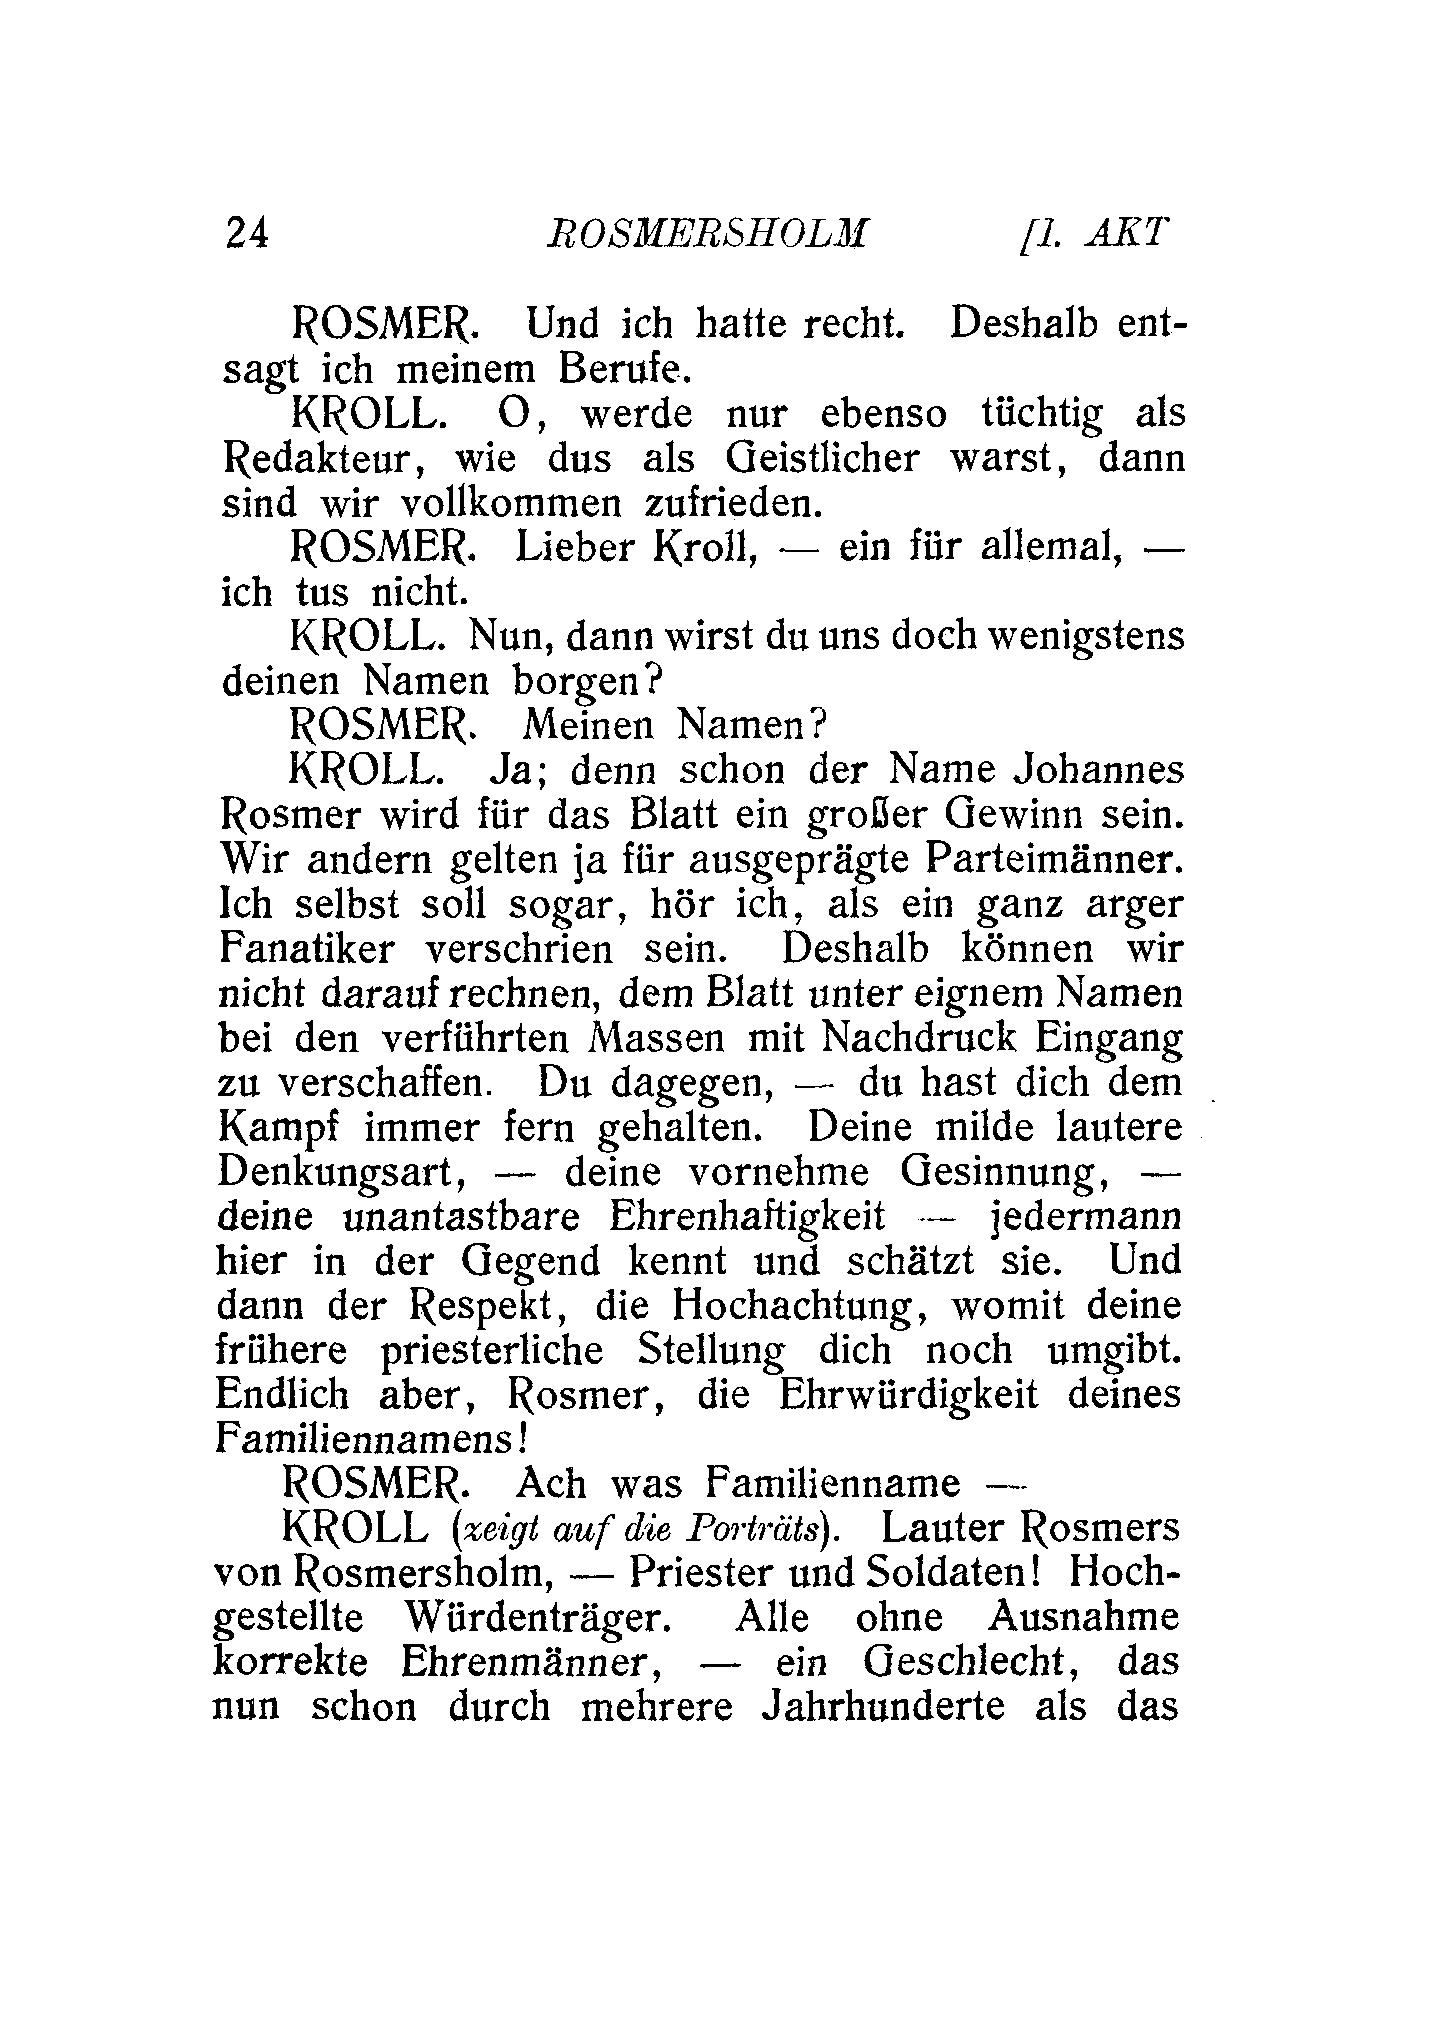 24 ROSMERSHOLM [1. AKT
ROSMER. Und ich hatte recht. Deshalb ent-
sagt ich meinem Berufe.
KROLL. O, werde nur ebenso tüchtig als
Redakteur, wie dus als Geistlicher warst, dann
sind wir vollkommen zufrieden.
ROSMER. Lieber Kroll, — ein für allemal, —
ich tus nicht.
KROLL. Nun, dann wirst du uns doch wenigstens
deinen Namen borgen?
ROSMER. Meinen Namen?
KROLL. Ja; denn schon der Name Johannes
Rosmer wird für das Blatt ein großer Gewinn sein.
Wir andern gelten ja für ausgeprägte Parteimänner.
Ich selbst soll sogar, hör ich, als ein ganz arger
Fanatiker verschrien sein. Deshalb können wir
nicht darauf rechnen, dem Blatt unter eignem Namen
bei den verführten Massen mit Nachdruck Eingang
zu verschaffen. Du dagegen, — du hast dich dem
Kampf immer fern gehalten. Deine milde lautere
Denkungsart, — deine vornehme Gesinnung, —
deine unantastbare Ehrenhaftigkeit — jedermann
hier in der Gegend kennt und schätzt sie. Und
dann der Respekt, die Hochachtung, womit deine
frühere priesterliche Stellung dich noch umgibt.
Endlich aber, Rosmer, die Ehrwürdigkeit deines
Familiennamens!
ROSMER. Ach was Familienname —
KROLL (zeigt auf die Porträts). Lauter Rosmers
von Rosmersholm, — Priester und Soldaten! Hoch-
gestellte Würdenträger. Alle ohne Ausnahme
korrekte Ehrenmänner, — ein Geschlecht, das
nun schon durch mehrere Jahrhunderte als das